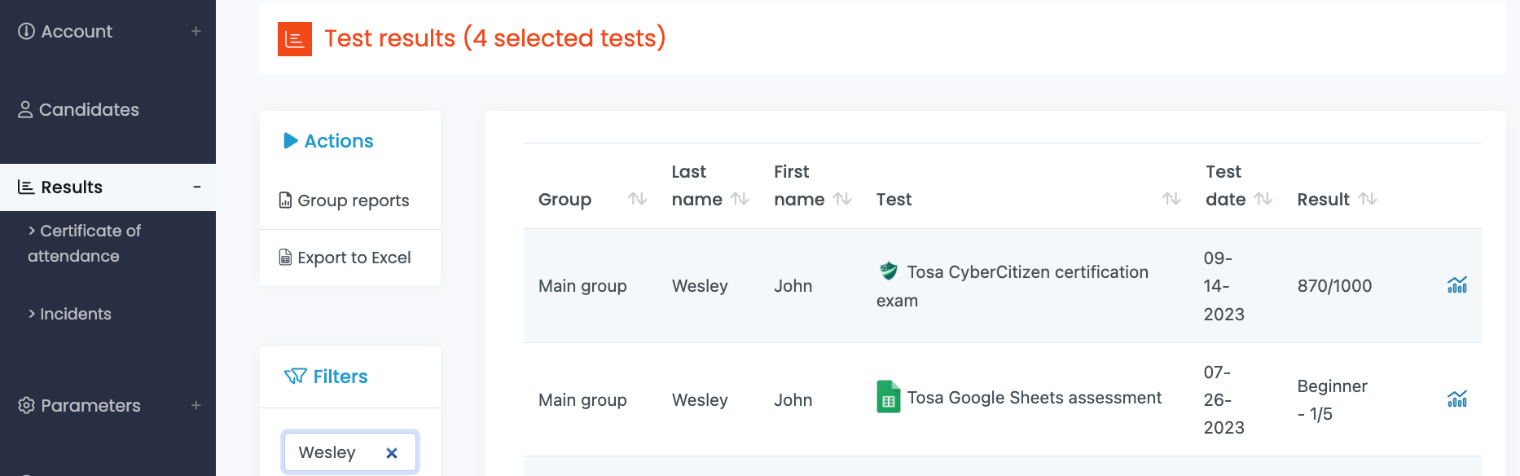 Account
Candidates
Results
> Certificate of
attendance
> Incidents
Parameters
Test results (4 selected tests)
Actions
Group reports
Export to Excel
Filters
Wesley
Group
Last
name
First
name
Test
Test
date
Result
Main group
Wesley
John
Tosa CyberCitizen certification
exam
09-
14-
2023
870/1000
Main group
Wesley
John
Tosa Google Sheets assessment
07-
26-
2023
Beginner
- 1/5